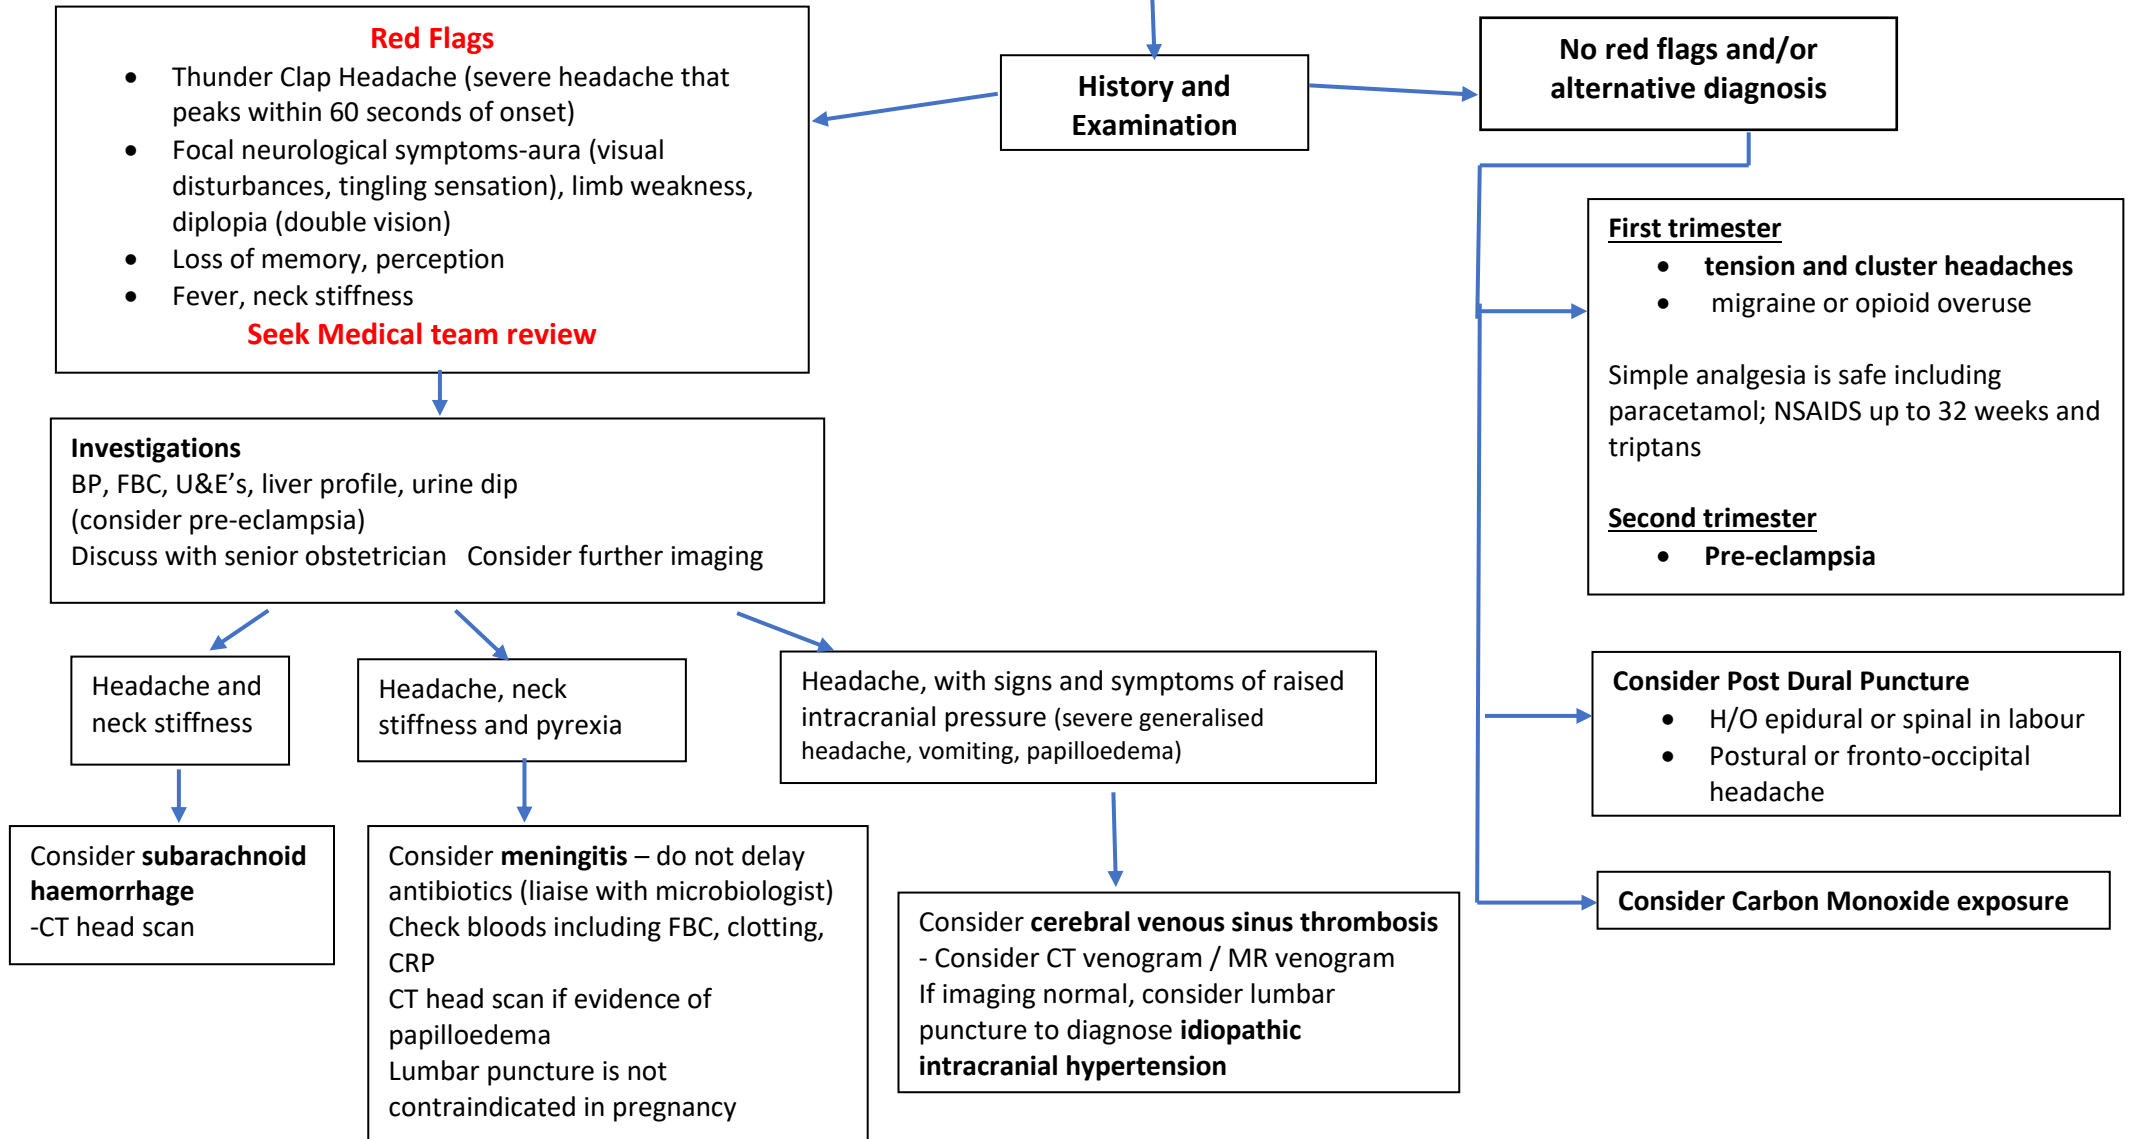 Red Flags
• Thunder Clap Headache (severe headache that
peaks within 60 seconds of onset)
• Focal neurological symptoms-aura (visual
disturbances, tingling sensation), limb weakness,
diplopia (double vision)
• Loss of memory, perception
• Fever, neck stiffness
Seek Medical team review
History and
Examination
No red flags and/or
alternative diagnosis
First trimester
• tension and cluster headaches
• migraine or opioid overuse
Simple analgesia is safe including
paracetamol; NSAIDS up to 32 weeks and
triptans
Second trimester
• Pre-eclampsia
Investigations
BP, FBC, U&E’s, liver profile, urine dip
(consider pre-eclampsia)
Discuss with senior obstetrician Consider further imaging
Headache and
neck stiffness
Headache, neck
stiffness and pyrexia
Headache, with signs and symptoms of raised
intracranial pressure (severe generalised
headache, vomiting, papilloedema)
Consider Post Dural Puncture
• H/O epidural or spinal in labour
• Postural or fronto-occipital
headache
Consider subarachnoid
haemorrhage
-CT head scan
Consider meningitis – do not delay
antibiotics (liaise with microbiologist)
Check bloods including FBC, clotting,
CRP
CT head scan if evidence of
papilloedema
Lumbar puncture is not
contraindicated in pregnancy
Consider cerebral venous sinus thrombosis
- Consider CT venogram / MR venogram
If imaging normal, consider lumbar
puncture to diagnose idiopathic
intracranial hypertension
Consider Carbon Monoxide exposure